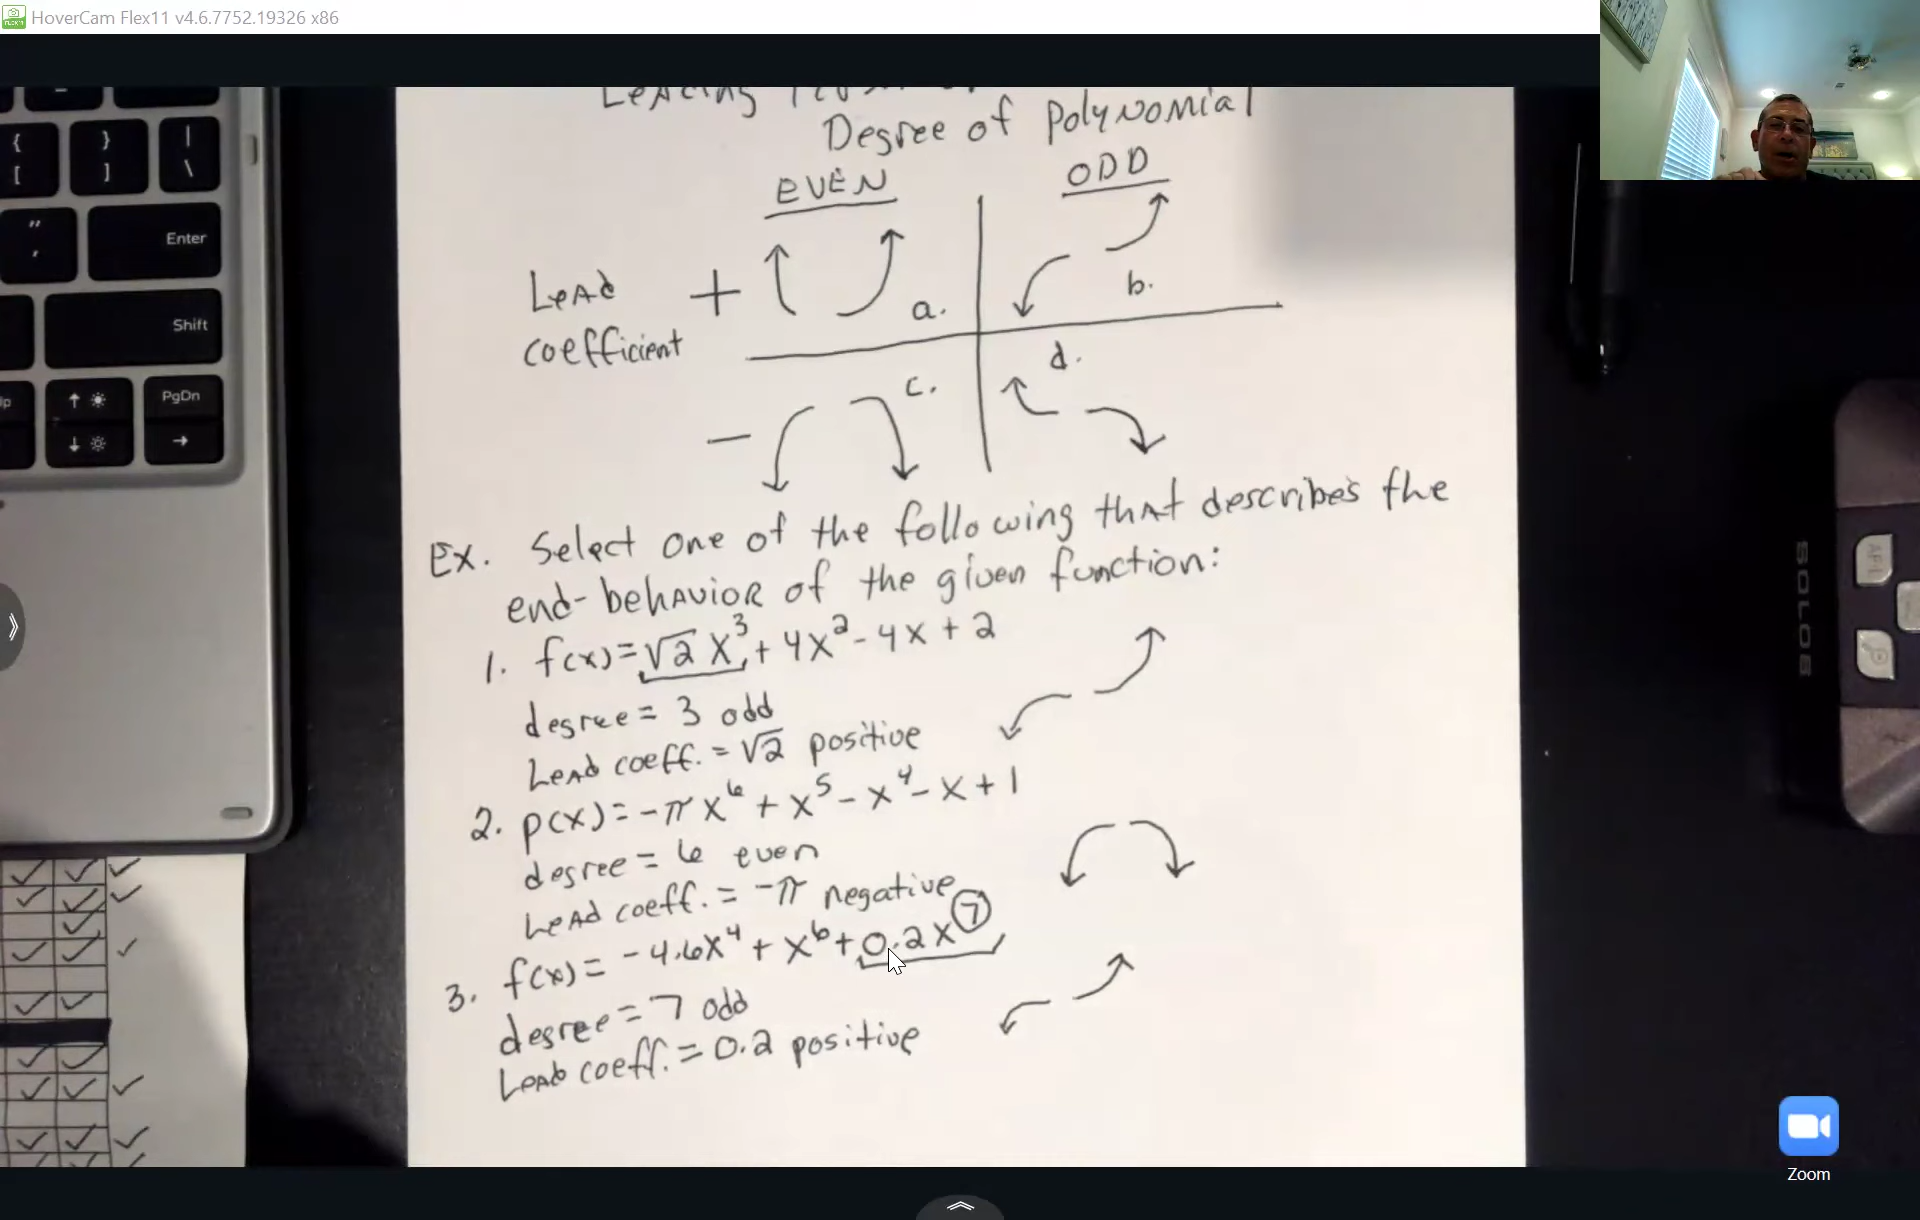 HoverCam Flex11 v4.6.7752.19326 x86
Leading
Degree of Polynomial
EVEN
ODD
Lead coefficient
+
a.
b.
c.
d.
−
Ex. Select one of the following that describes the
end-behavior of the given function:
1. f(x)=√2 x³ + 4x² - 4x + 2
degree = 3 odd
Lead coeff. = √2 positive
2. p(x) = -πx⁶ + x⁵ - x⁴ - x + 1
degree = 6 even
Lead coeff. = -π negative
3. f(x) = -4.6x⁴ + x⁶ + 0.2x⁷
degree = 7 odd
Lead coeff. = 0.2 positive
{
[
}
]
|
\
"
,
Enter
Shift
PgDn
SOLOS
Zoom